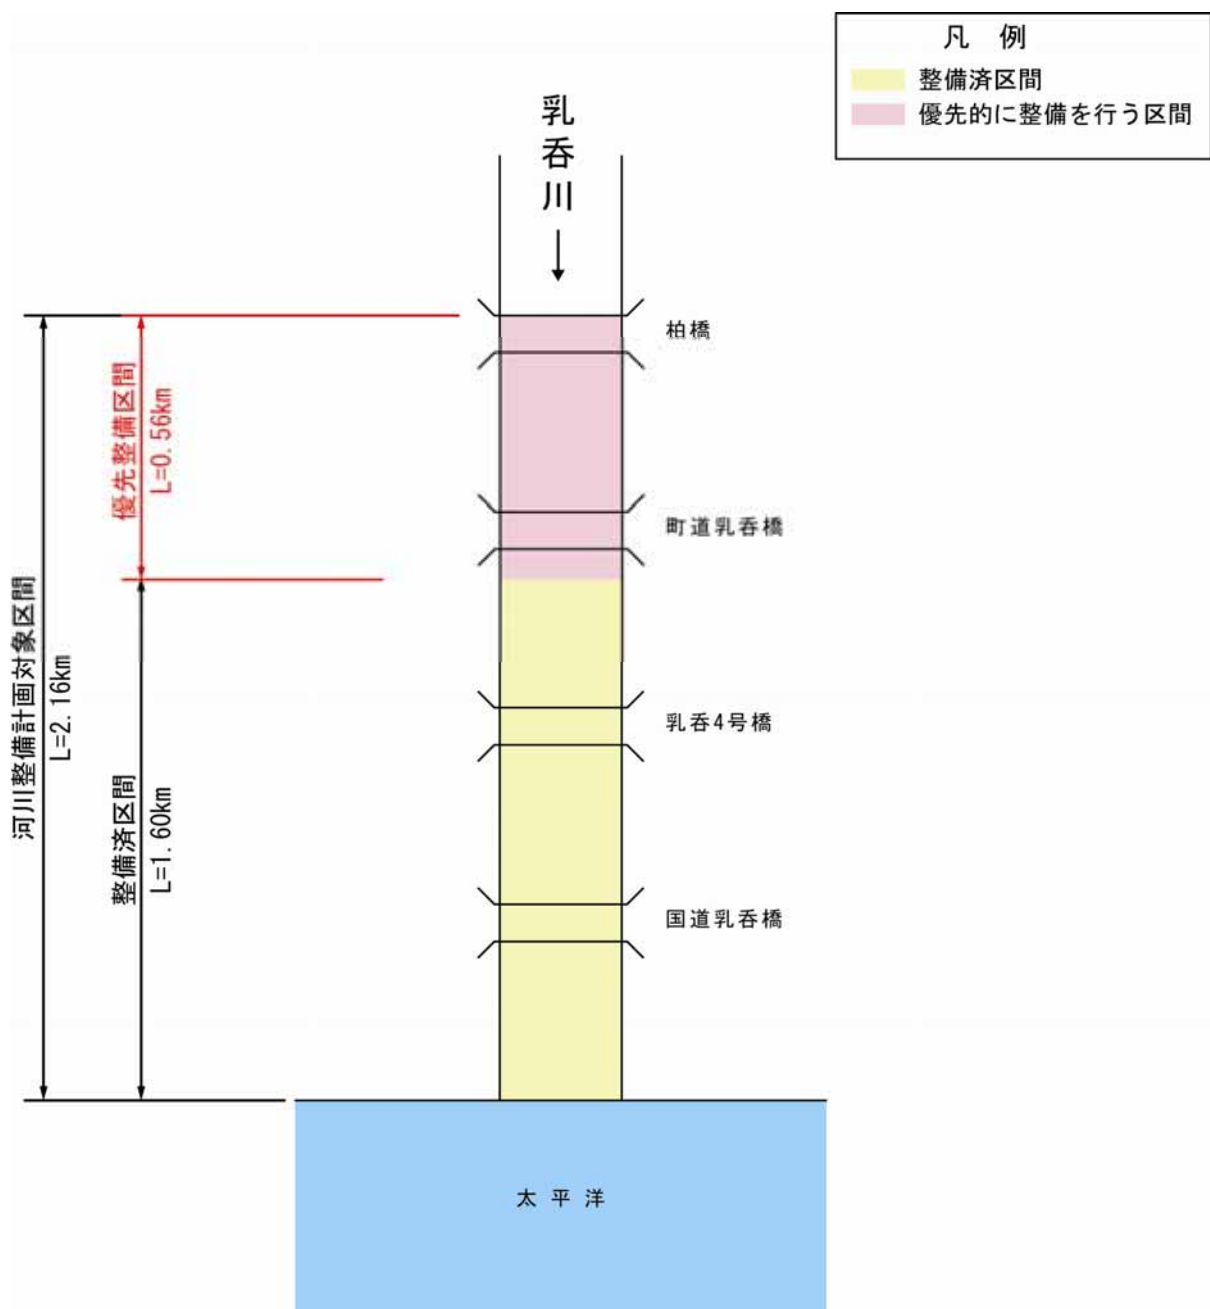 凡 例
整備済区間
優先的に整備を行う区間
乳呑川
柏橋
優先整備区間
L=0.56km
町道乳呑橋
河川整備計画対象区間
L=2.16km
乳呑4号橋
整備済区間
L=1.60km
国道乳呑橋
太平洋